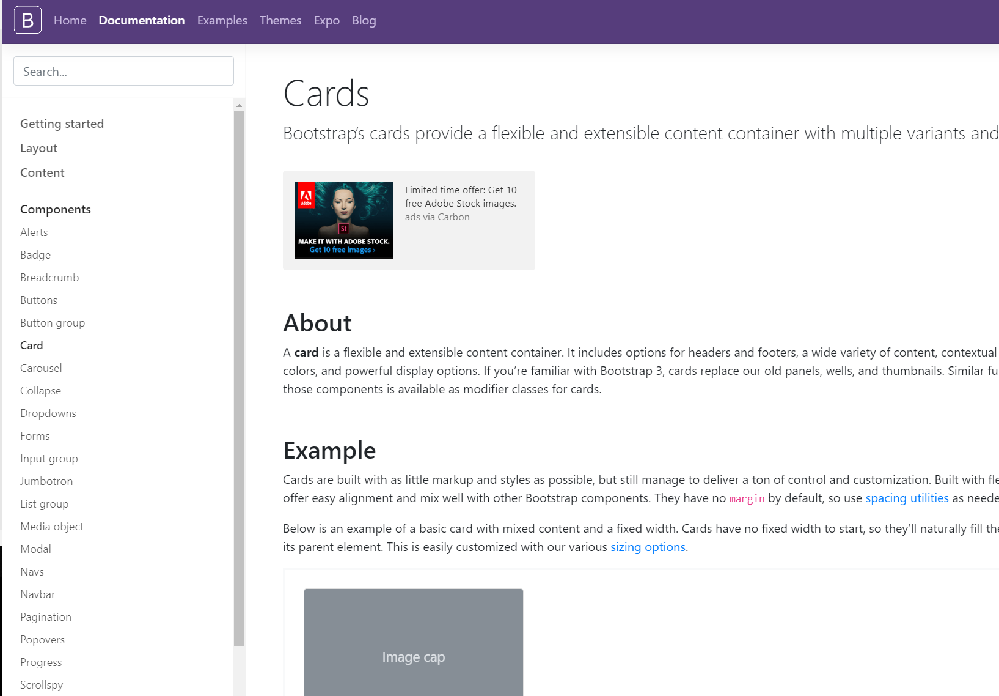 B Home Documentation Examples Themes Expo Blog
Search...
Getting started
Layout
Content
Components
Alerts
Badge
Breadcrumb
Buttons
Button group
Card
Carousel
Collapse
Dropdowns
Forms
Input group
Jumbotron
List group
Media object
Modal
Navs
Navbar
Pagination
Popovers
Progress
Scrollspy
Cards
Bootstrap’s cards provide a flexible and extensible content container with multiple variants and
Adobe
St
MAKE IT WITH ADOBE STOCK.
Get 10 free images ›
Limited time offer: Get 10
free Adobe Stock images.
ads via Carbon
About
A card is a flexible and extensible content container. It includes options for headers and footers, a wide variety of content, contextual
colors, and powerful display options. If you’re familiar with Bootstrap 3, cards replace our old panels, wells, and thumbnails. Similar fu
those components is available as modifier classes for cards.
Example
Cards are built with as little markup and styles as possible, but still manage to deliver a ton of control and customization. Built with fle
offer easy alignment and mix well with other Bootstrap components. They have no margin by default, so use spacing utilities as neede
Below is an example of a basic card with mixed content and a fixed width. Cards have no fixed width to start, so they’ll naturally fill the
its parent element. This is easily customized with our various sizing options.
Image cap